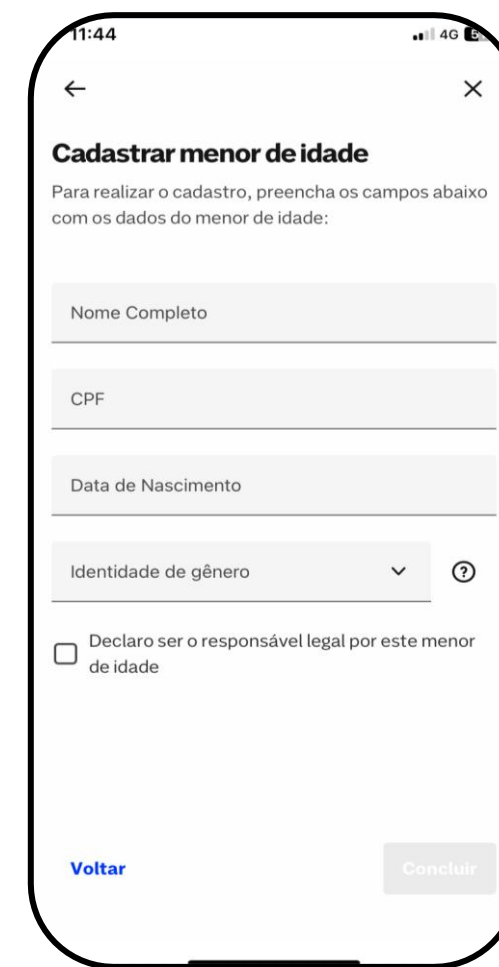 11:44
4G
Cadastrar menor de idade
Para realizar o cadastro, preencha os campos abaixo
com os dados do menor de idade:
Nome Completo
CPF
Data de Nascimento
Identidade de gênero
Declaro ser o responsável legal por este menor
de idade
Voltar
Concluir